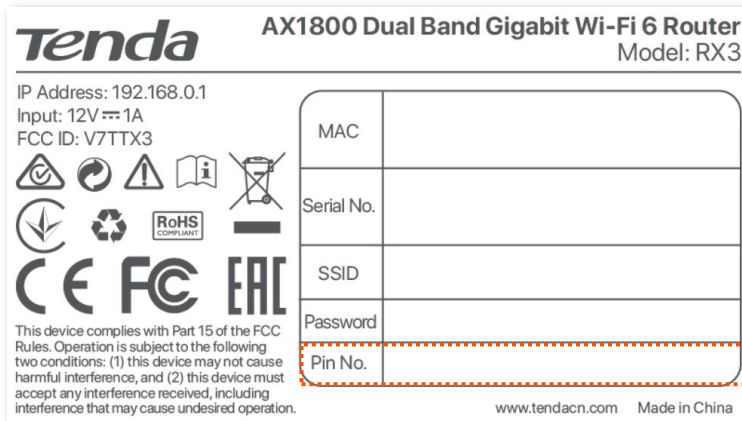 Tenda
AX1800 Dual Band Gigabit Wi-Fi 6 Router
Model: RX3
IP Address: 192.168.0.1
Input: 12V⎓1A
FCC ID: V7TTX3
RoHS
COMPLIANT
CE FC EAC
This device complies with Part 15 of the FCC
Rules. Operation is subject to the following
two conditions: (1) this device may not cause
harmful interference, and (2) this device must
accept any interference received, including
interference that may cause undesired operation.
MAC
Serial No.
SSID
Password
Pin No.
www.tendacn.com Made in China